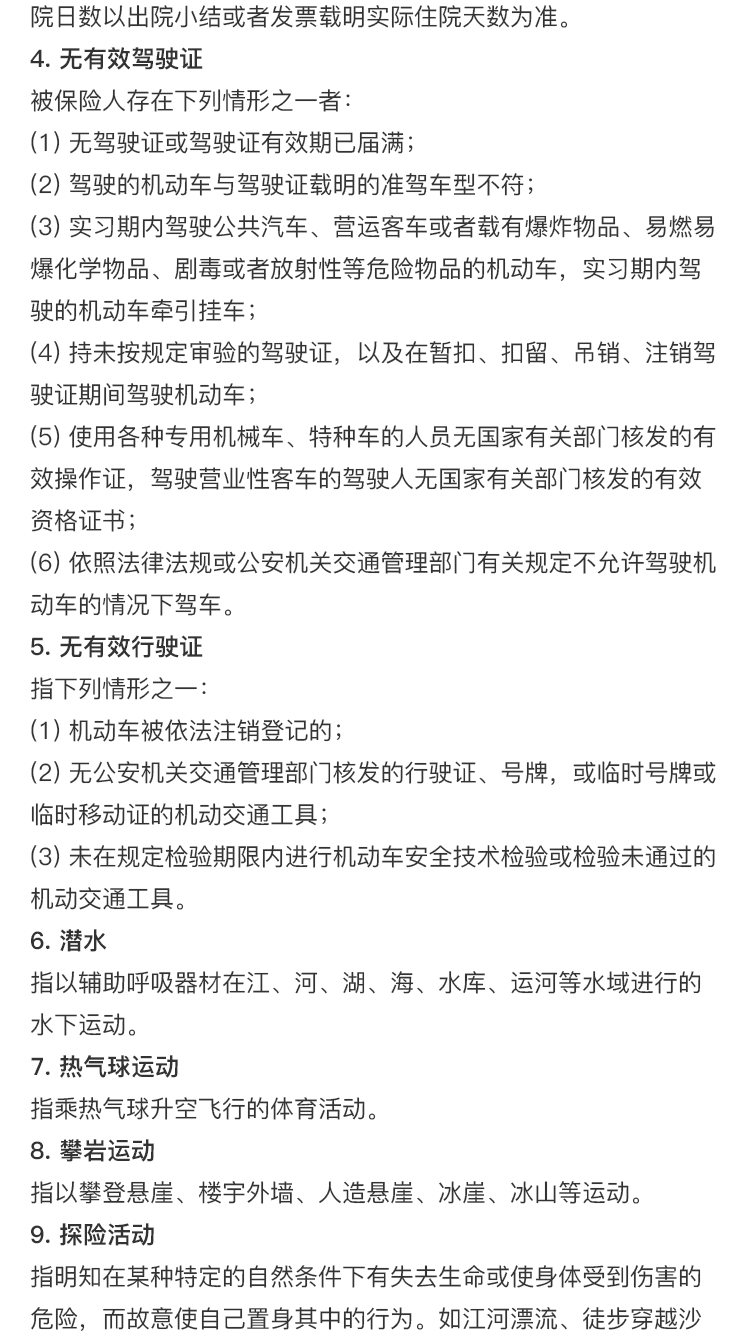 院日数以出院小结或者发票载明实际住院天数为准。
4. 无有效驾驶证
被保险人存在下列情形之一者：
(1) 无驾驶证或驾驶证有效期已届满；
(2) 驾驶的机动车与驾驶证载明的准驾车型不符；
(3) 实习期内驾驶公共汽车、营运客车或者载有爆炸物品、易燃易
爆化学物品、剧毒或者放射性等危险物品的机动车，实习期内驾
驶的机动车牵引挂车；
(4) 持未按规定审验的驾驶证，以及在暂扣、扣留、吊销、注销驾
驶证期间驾驶机动车；
(5) 使用各种专用机械车、特种车的人员无国家有关部门核发的有
效操作证，驾驶营业性客车的驾驶人无国家有关部门核发的有效
资格证书；
(6) 依照法律法规或公安机关交通管理部门有关规定不允许驾驶机
动车的情况下驾车。
5. 无有效行驶证
指下列情形之一：
(1) 机动车被依法注销登记的；
(2) 无公安机关交通管理部门核发的行驶证、号牌，或临时号牌或
临时移动证的机动交通工具；
(3) 未在规定检验期限内进行机动车安全技术检验或检验未通过的
机动交通工具。
6. 潜水
指以辅助呼吸器材在江、河、湖、海、水库、运河等水域进行的
水下运动。
7. 热气球运动
指乘热气球升空飞行的体育活动。
8. 攀岩运动
指以攀登悬崖、楼宇外墙、人造悬崖、冰崖、冰山等运动。
9. 探险活动
指明知在某种特定的自然条件下有失去生命或使身体受到伤害的
危险，而故意使自己置身其中的行为。如江河漂流、徒步穿越沙